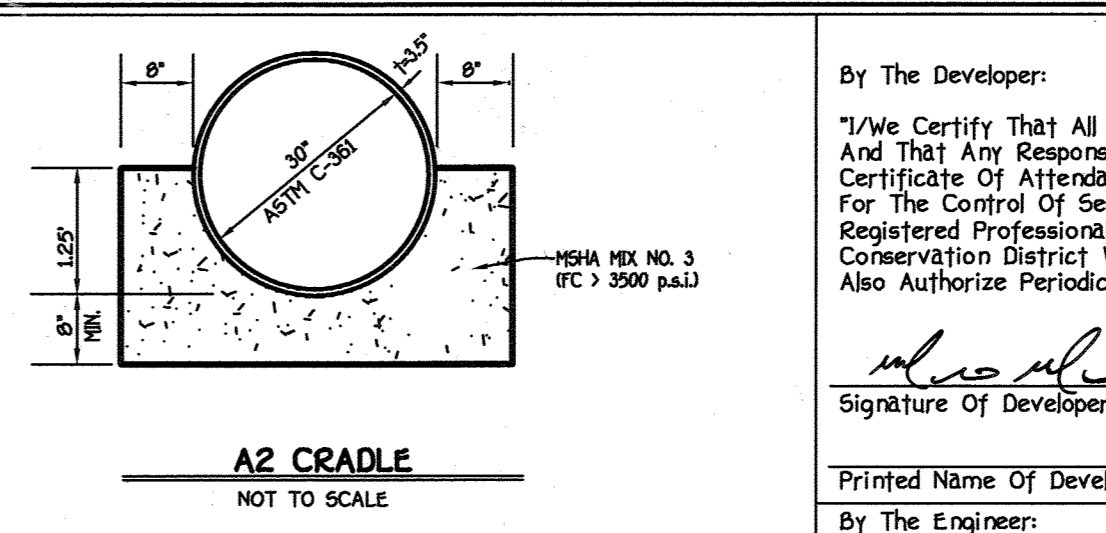 8"
t=3.5"
8"
30"
ASTM C-361
1.25'
8"
MIN.
MSHA MIX NO. 3
(FC > 3500 p.s.i.)
A2 CRADLE
NOT TO SCALE
By The Developer:
"I/We Certify That All
And That Any Respons
Certificate Of Attenda
For The Control Of Se
Registered Professiona
Conservation District
Also Authorize Periodic
Signature Of Developer
Printed Name Of Devel
By The Engineer: